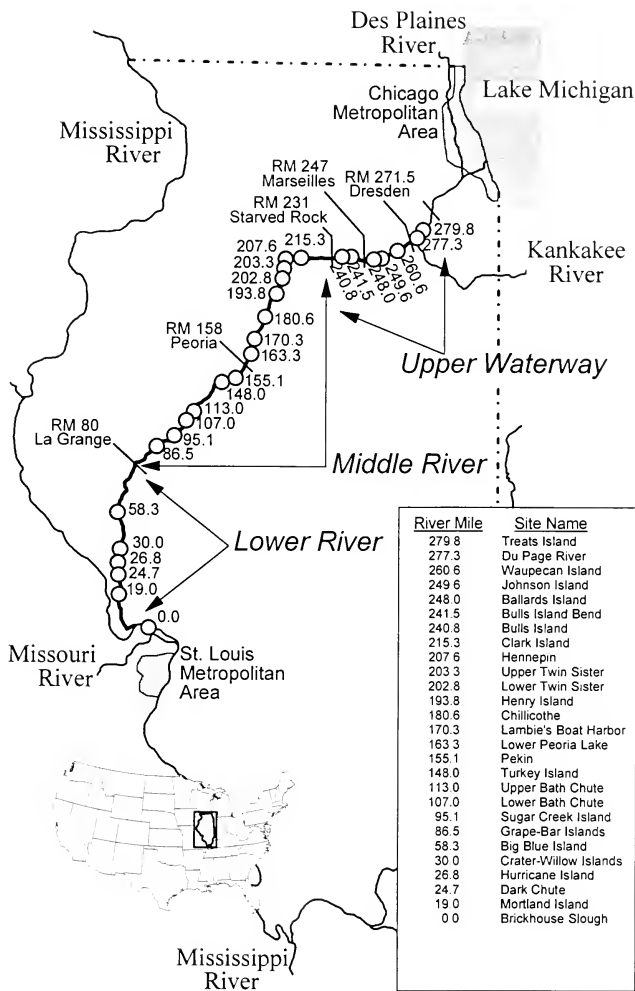 Des Plaines
River
Lake Michigan
Chicago
Metropolitan
Area
Mississippi
River
RM 247
Marseilles
RM 271.5
Dresden
RM 231
Starved Rock
279.8
277.3
Kankakee
River
215.3
207.6
203.3
202.8
193.8
240.8
241.5
248.0
249.6
260.6
180.6
RM 158
Peoria
170.3
163.3
Upper Waterway
155.1
148.0
113.0
107.0
95.1
86.5
RM 80
La Grange
Middle River
58.3
Lower River
30.0
26.8
24.7
19.0
0.0
Missouri
River
St. Louis
Metropolitan
Area
River Mile Site Name
279 8 Treats Island
277.3 Du Page River
260 6 Waupecan Island
249 6 Johnson Island
248.0 Ballards Island
241.5 Bulls Island Bend
240.8 Bulls Island
215.3 Clark Island
207 6 Hennepin
203 3 Upper Twin Sister
202 8 Lower Twin Sister
193.8 Henry Island
180.6 Chillicothe
170.3 Lambie's Boat Harbor
163 3 Lower Peoria Lake
155.1 Pekin
148.0 Turkey Island
113.0 Upper Bath Chute
107.0 Lower Bath Chute
95.1 Sugar Creek Island
86.5 Grape-Bar Islands
58.3 Big Blue Island
30.0 Crater-Willow Islands
26.8 Hurricane Island
24.7 Dark Chute
19 0 Mortland Island
0 0 Brickhouse Slough
Mississippi
River